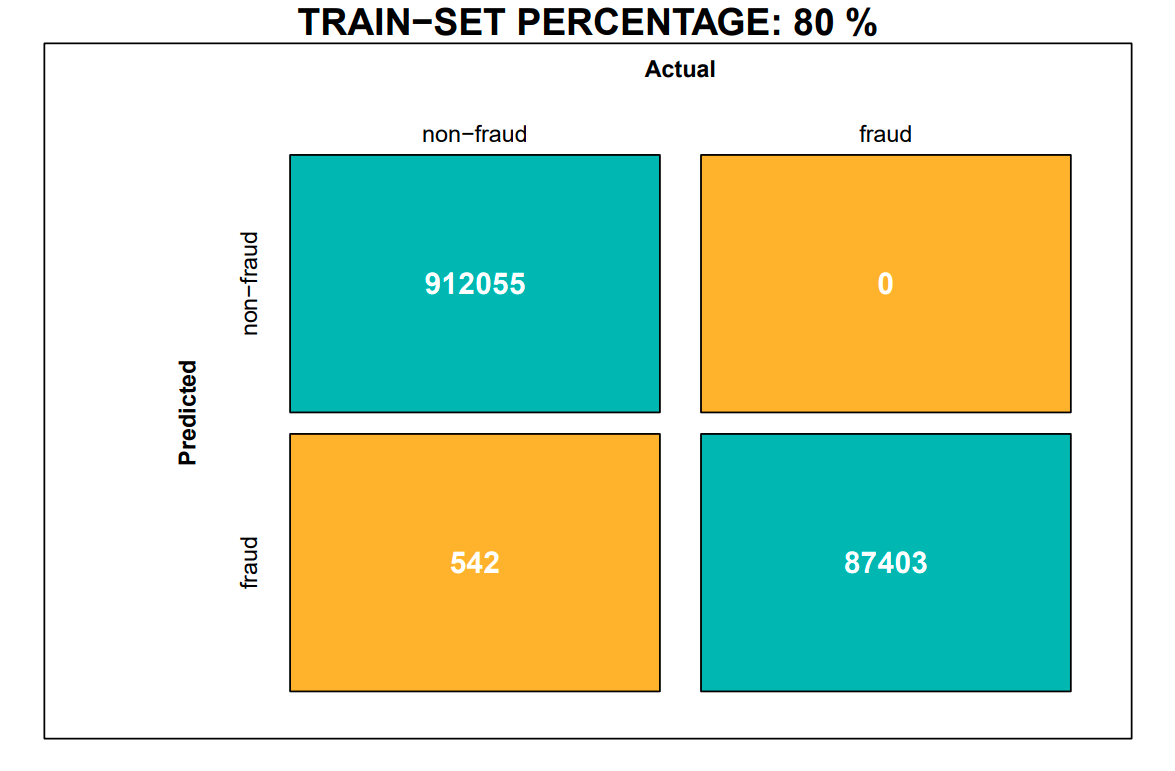 TRAIN−SET PERCENTAGE: 80 %
Actual
non−fraud fraud
non−fraud
912055 0
Predicted
fraud
542 87403